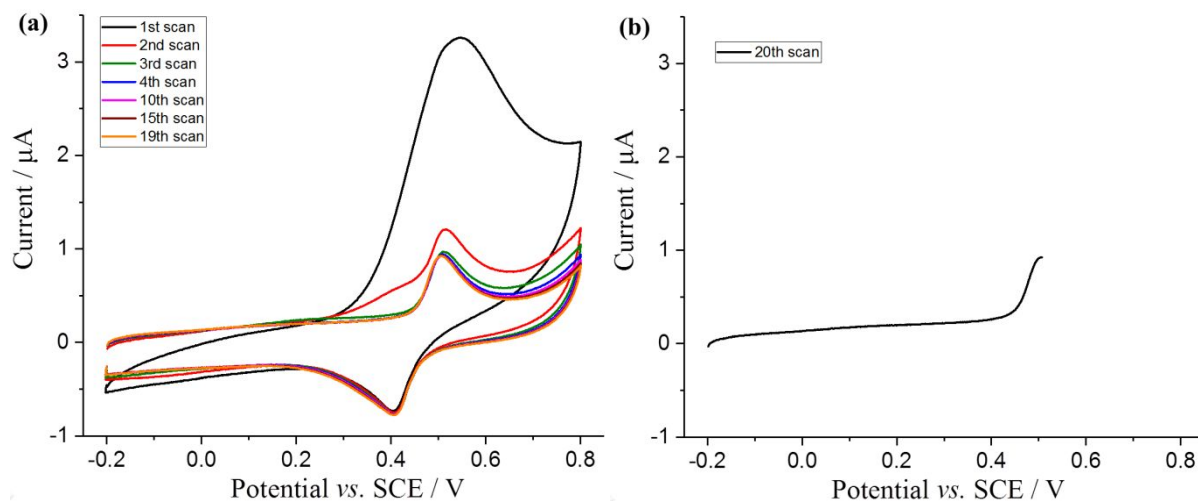 (a)
1st scan
2nd scan
3rd scan
4th scan
10th scan
15th scan
19th scan
Current / μA
3
2
1
0
-1
-0.2
0.0
0.2
0.4
0.6
0.8
Potential vs. SCE / V
(b)
20th scan
Current / μA
3
2
1
0
-1
-0.2
0.0
0.2
0.4
0.6
0.8
Potential vs. SCE / V